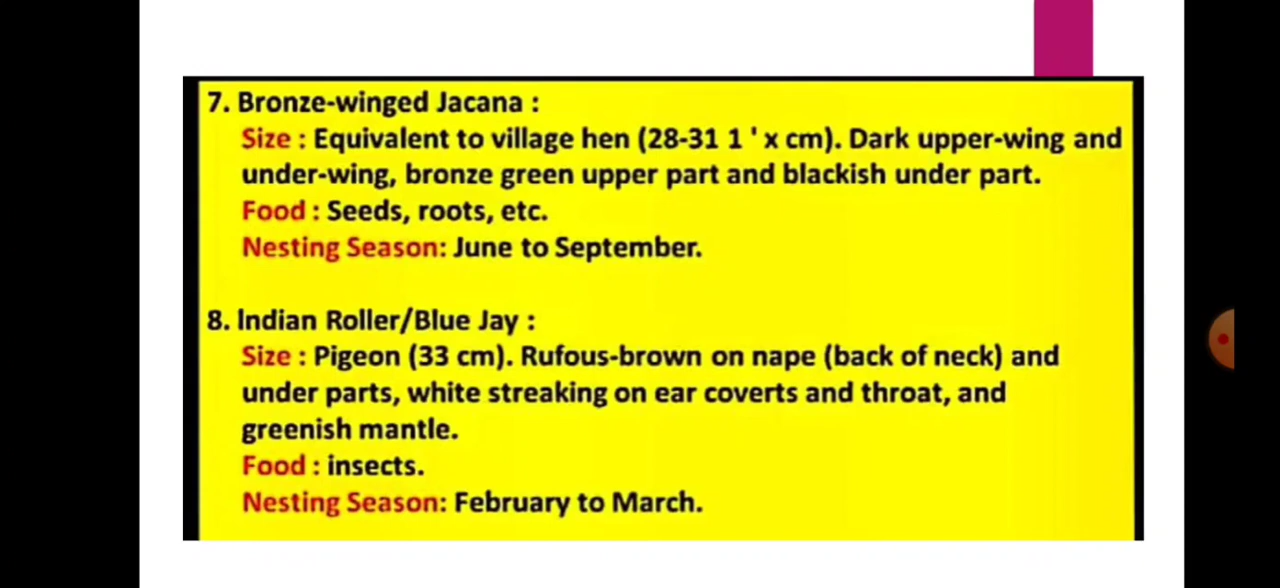 7. Bronze-winged Jacana :
Size : Equivalent to village hen (28-31 1 ' x cm). Dark upper-wing and
under-wing, bronze green upper part and blackish under part.
Food : Seeds, roots, etc.
Nesting Season: June to September.
8. Indian Roller/Blue Jay :
Size : Pigeon (33 cm). Rufous-brown on nape (back of neck) and
under parts, white streaking on ear coverts and throat, and
greenish mantle.
Food : insects.
Nesting Season: February to March.